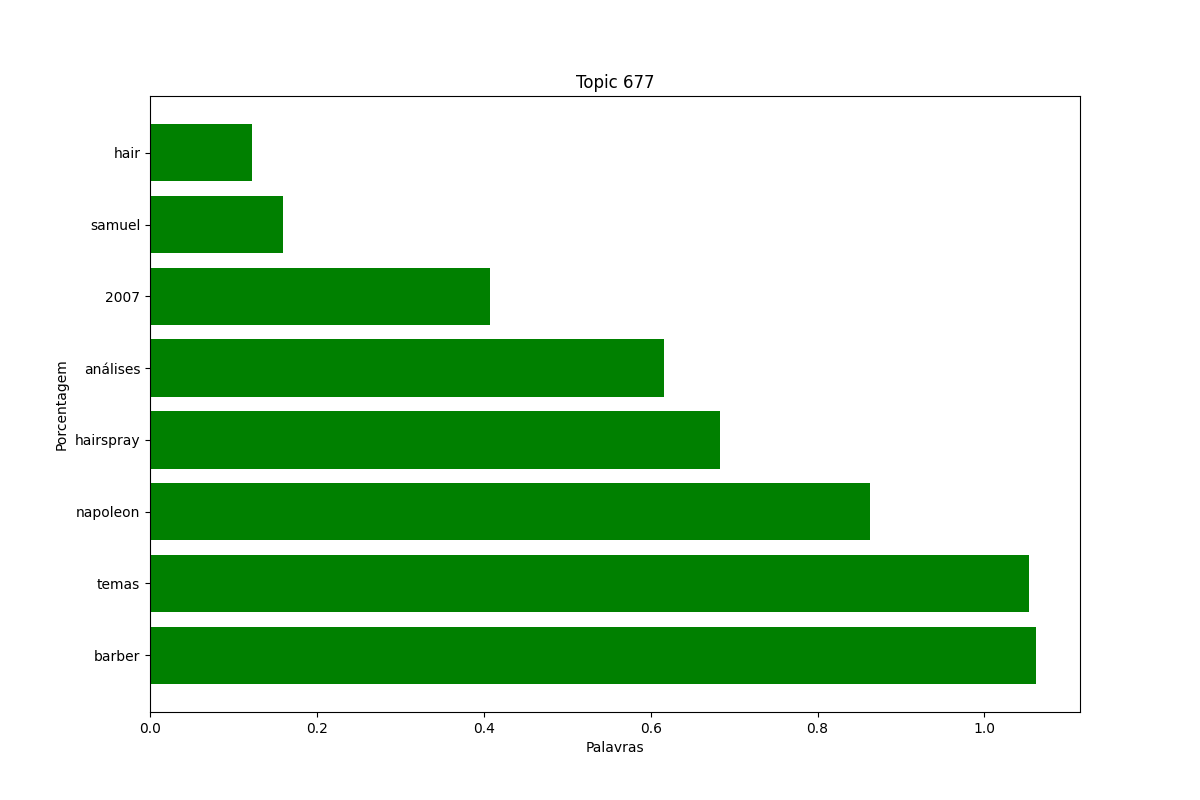 Topic 677
hair
samuel
2007
análises
hairspray
napoleon
temas
barber
Porcentagem
0.0 0.2 0.4 0.6 0.8 1.0
Palavras